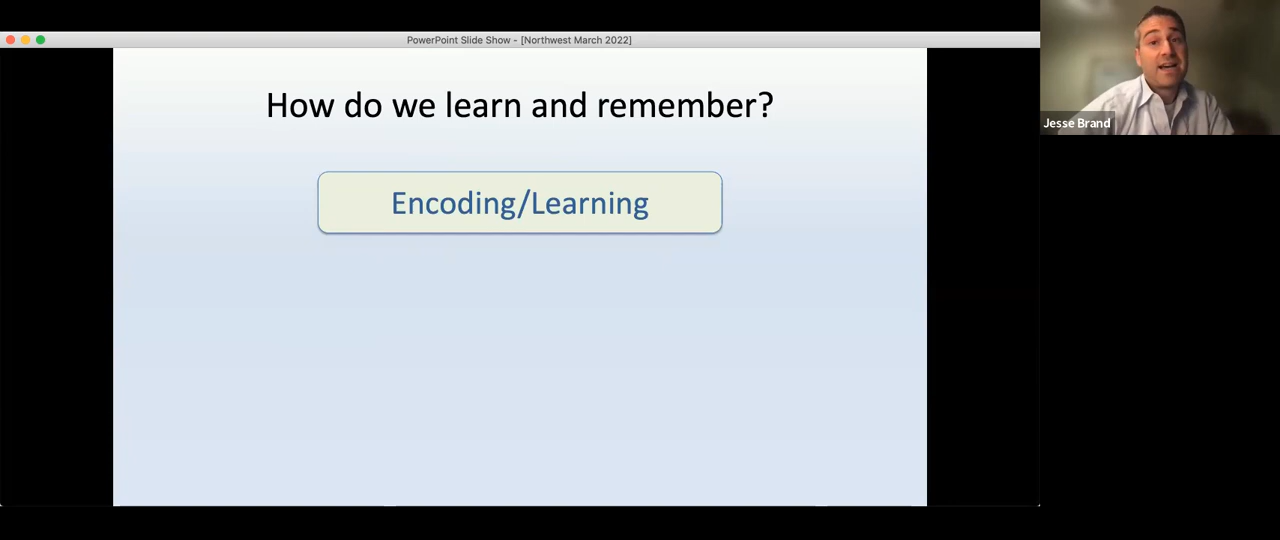 PowerPoint Slide Show - [Northwest March 2022]
How do we learn and remember?
Encoding/Learning
Jesse Brand